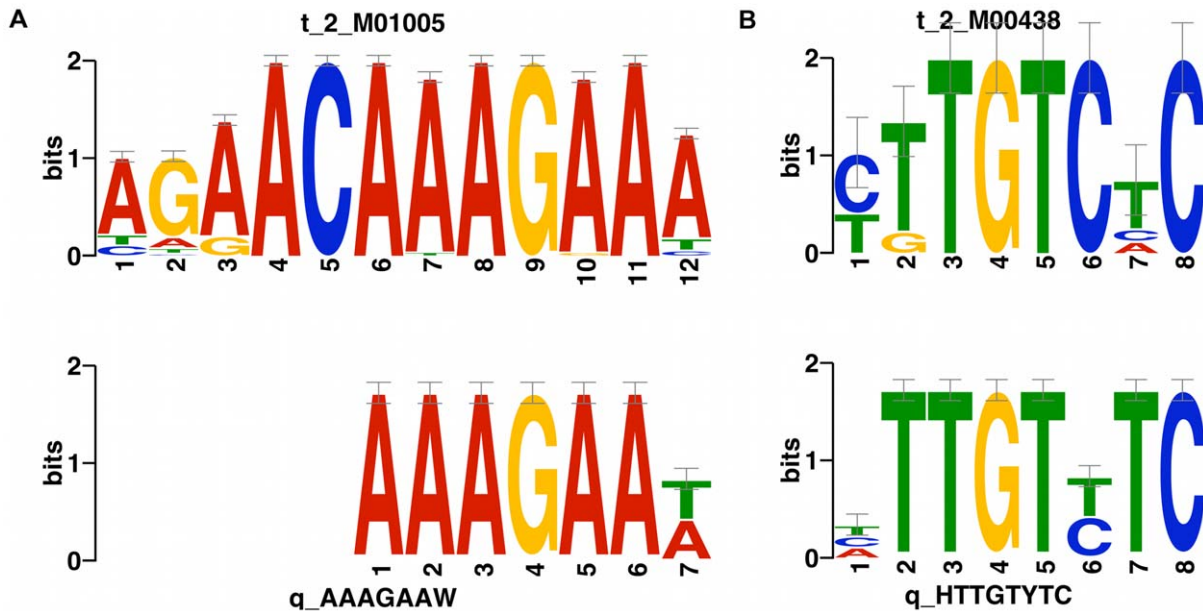 A
t_2_M01005
bits
2
1
0
A T C
G A T C
A G
A
C
A
A T
A
G
A G
A
A T C
1 2 3 4 5 6 7 8 9 10 11 12
bits
2
1
0
A
A
A
G
A
A
T A
1 2 3 4 5 6 7
q_AAAGAAW
B
t_2_M00438
bits
2
1
0
C T
T G
T
G
T
C
T C A
C
1 2 3 4 5 6 7 8
bits
2
1
0
T C A
T
T
G
T
T C
T
C
1 2 3 4 5 6 7 8
q_HTTGTYTC